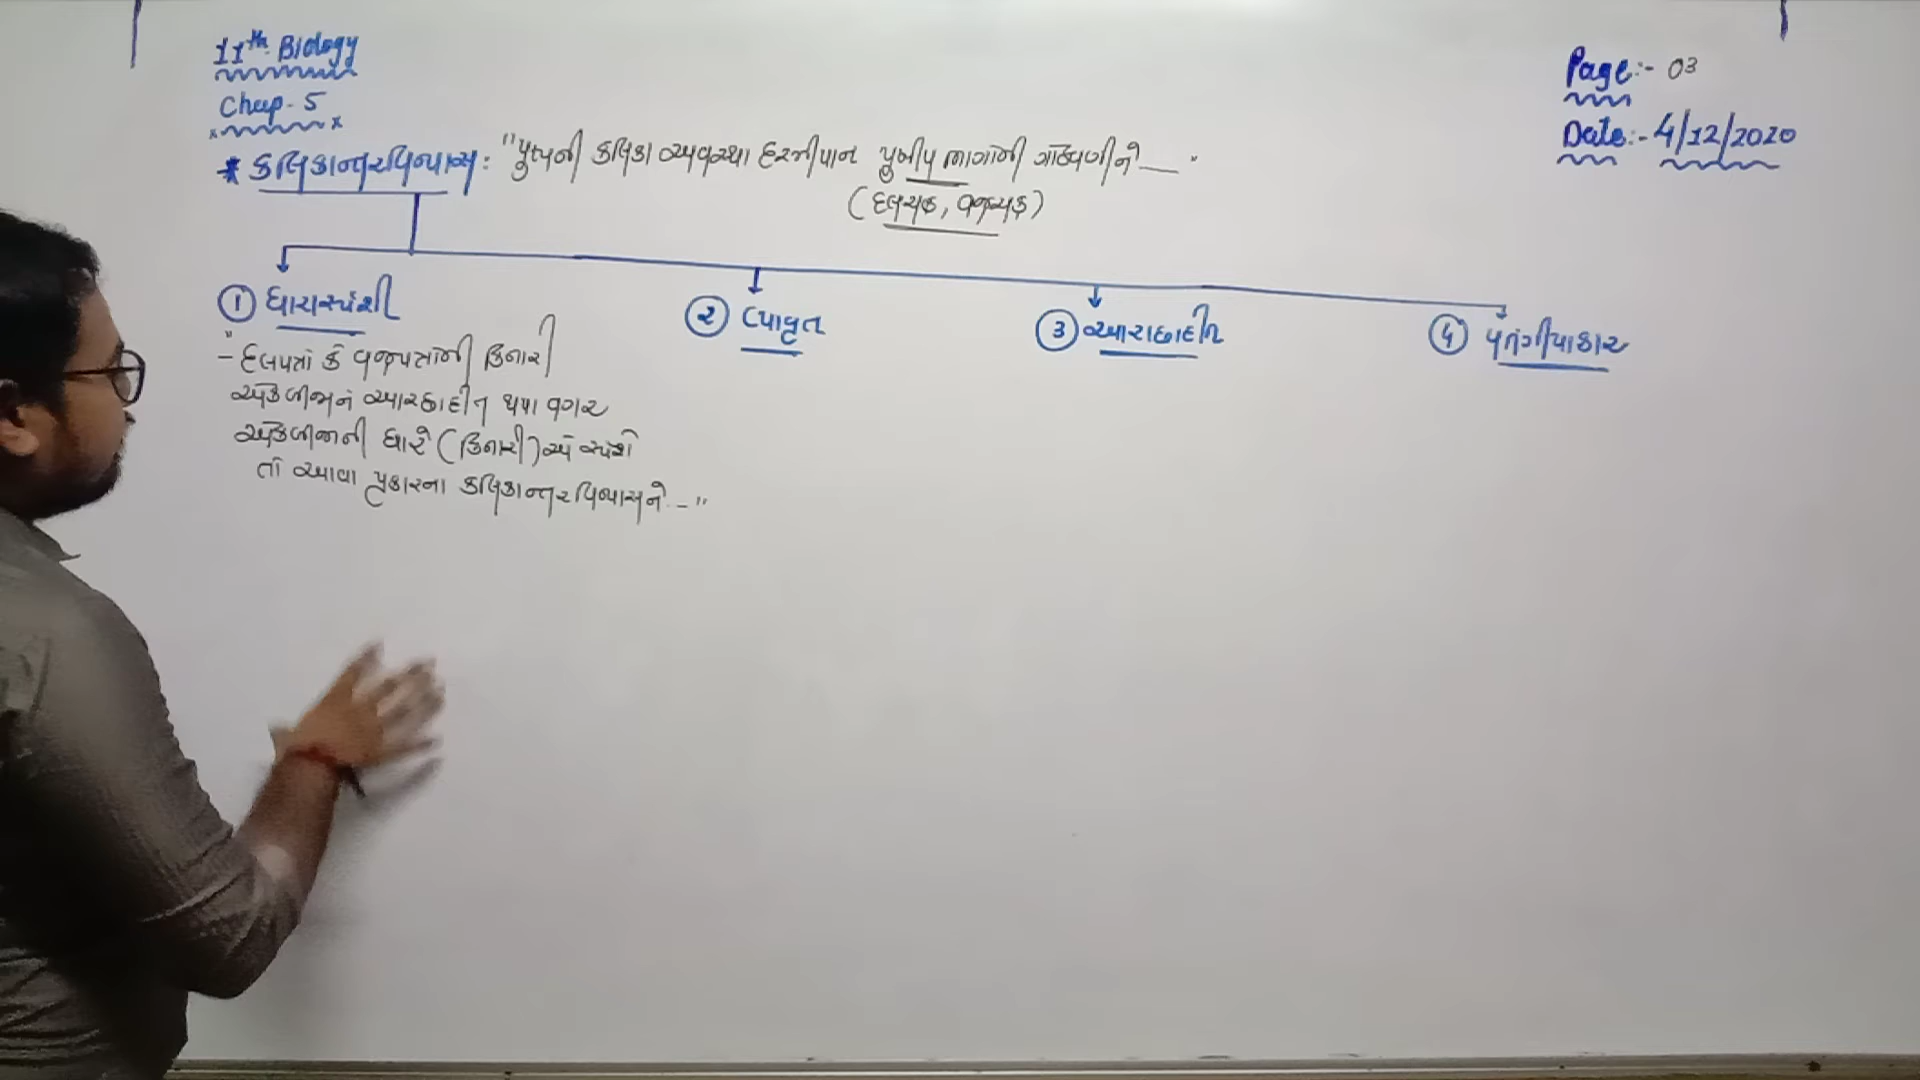 11th Biology
Chap - 5
Page:- 03
Date:- 4/12/2020
* કલિકાન્તરવિન્યાસ : "પુષ્પની કલિકા અવસ્થા દરમીયાન પુષ્પીય ભાગોની ગોઠવણીને —"
(દલચક્ર, વજ્રચક્ર)
① ધારાસ્પર્શી
② વ્યાવૃત
③ આચ્છાદીત
④ પતંગીયાકાર
"- દલપત્રો કે વજ્રપત્રોની કિનારી
એકબીજાને આચ્છાદીત થયા વગર
એકબીજાની ધારે (કિનારી) એ સ્પર્શે
તો આવા પ્રકારના કલિકાન્તરવિન્યાસને - "